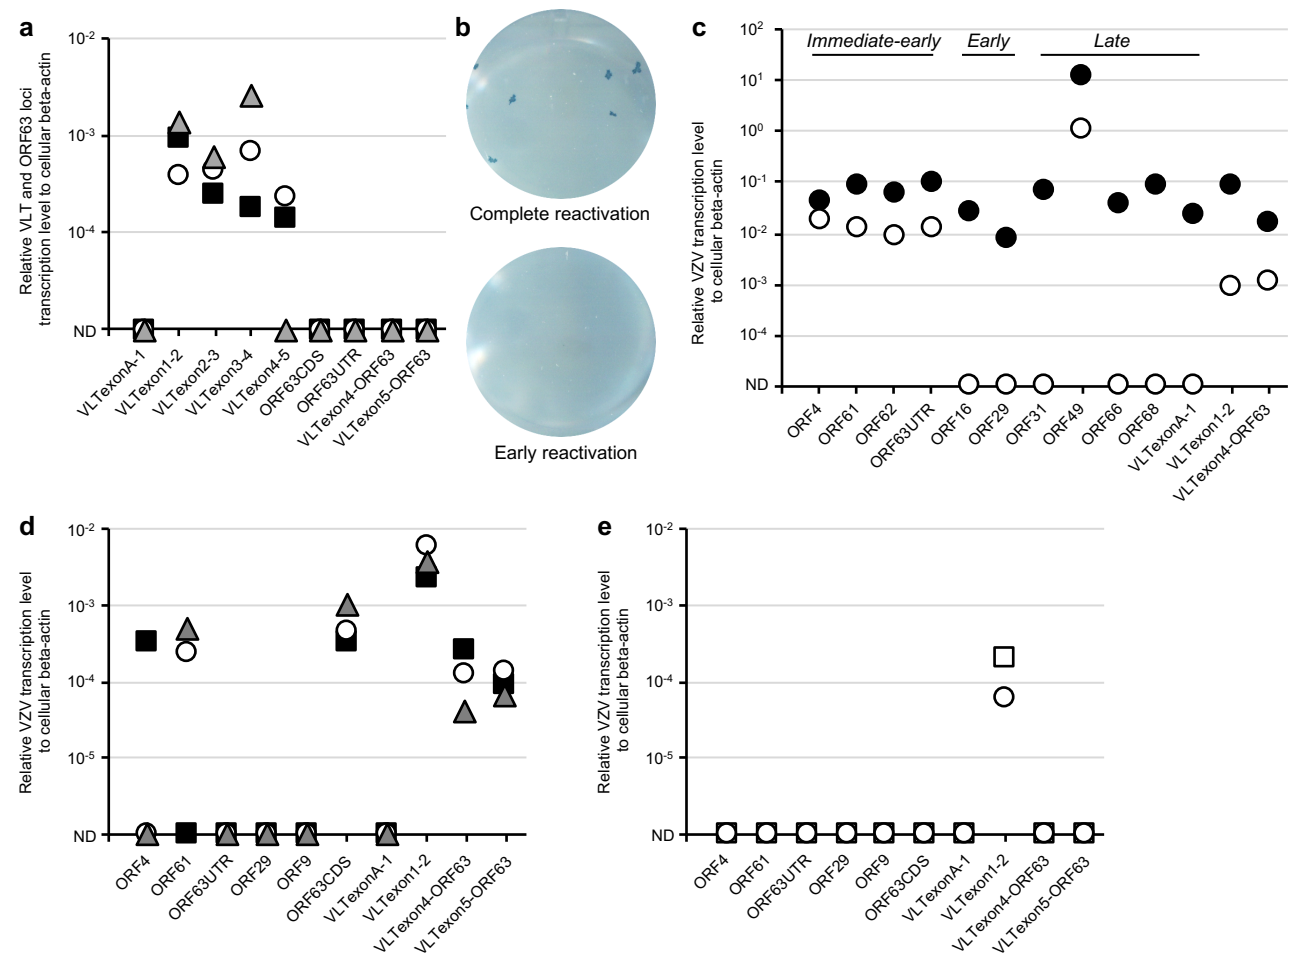 a
Relative VLT and ORF63 loci
transcription level to cellular beta-actin
10-2
10-3
10-4
ND
VLTexonA-1
VLTexon1-2
VLTexon2-3
VLTexon3-4
VLTexon4-5
ORF63CDS
ORF63UTR
VLTexon4-ORF63
VLTexon5-ORF63
b
Complete reactivation
Early reactivation
c
Relative VZV transcription level
to cellular beta-actin
10²
10¹
10⁰
10-1
10-2
10-3
10-4
ND
Immediate-early
Early
Late
ORF4
ORF61
ORF62
ORF63UTR
ORF16
ORF29
ORF31
ORF49
ORF66
ORF68
VLTexonA-1
VLTexon1-2
VLTexon4-ORF63
d
Relative VZV transcription level
to cellular beta-actin
10-2
10-3
10-4
10-5
ND
ORF4
ORF61
ORF63UTR
ORF29
ORF9
ORF63CDS
VLTexonA-1
VLTexon1-2
VLTexon4-ORF63
VLTexon5-ORF63
e
Relative VZV transcription level
to cellular beta-actin
10-2
10-3
10-4
10-5
ND
ORF4
ORF61
ORF63UTR
ORF29
ORF9
ORF63CDS
VLTexonA-1
VLTexon1-2
VLTexon4-ORF63
VLTexon5-ORF63